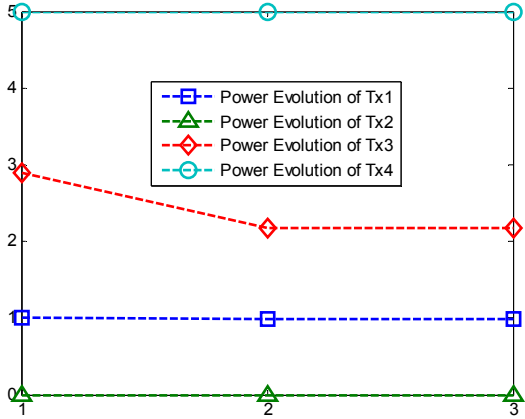 5
4
3
2
1
0
Power Evolution of Tx1
Power Evolution of Tx2
Power Evolution of Tx3
Power Evolution of Tx4
1 2 3